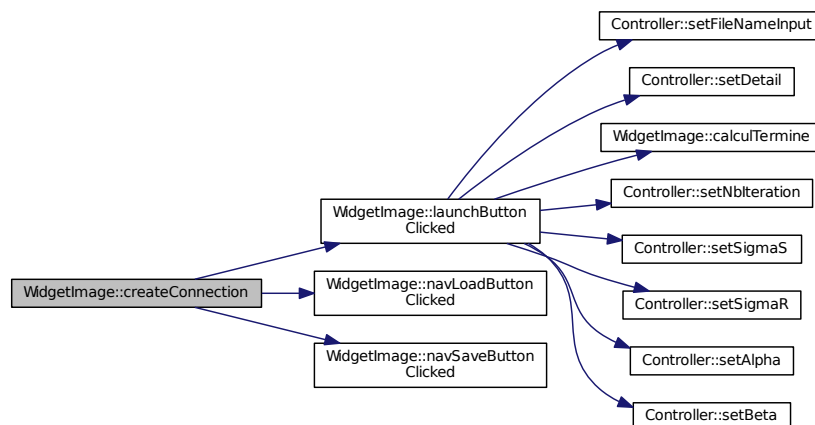 Controller::setFileNameInput
Controller::setDetail
WidgetImage::calculTermine
Controller::setNbIteration
WidgetImage::launchButton
Clicked
Controller::setSigmaS
WidgetImage::createConnection
WidgetImage::navLoadButton
Clicked
Controller::setSigmaR
WidgetImage::navSaveButton
Clicked
Controller::setAlpha
Controller::setBeta